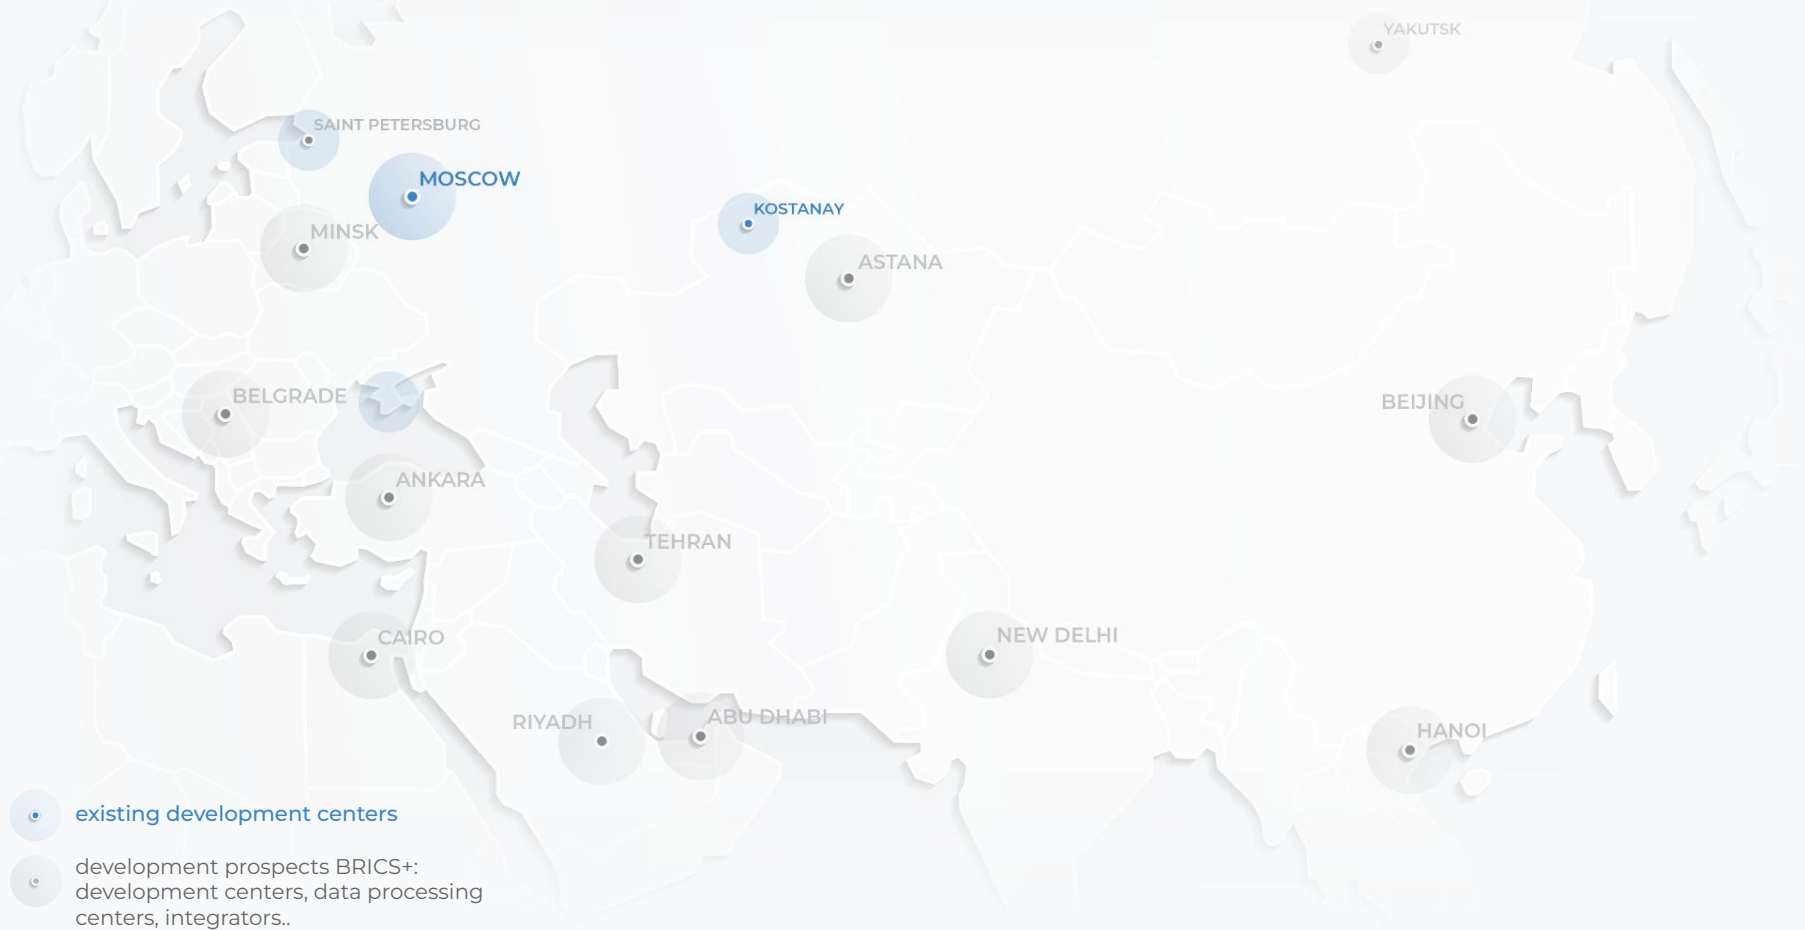 YAKUTSK
SAINT PETERSBURG
MOSCOW
KOSTANAY
MINSK
ASTANA
BELGRADE
BEIJING
ANKARA
TEHRAN
CAIRO
NEW DELHI
RIYADH
ABU DHABI
HANOI
existing development centers
development prospects BRICS+:
development centers, data processing
centers, integrators..